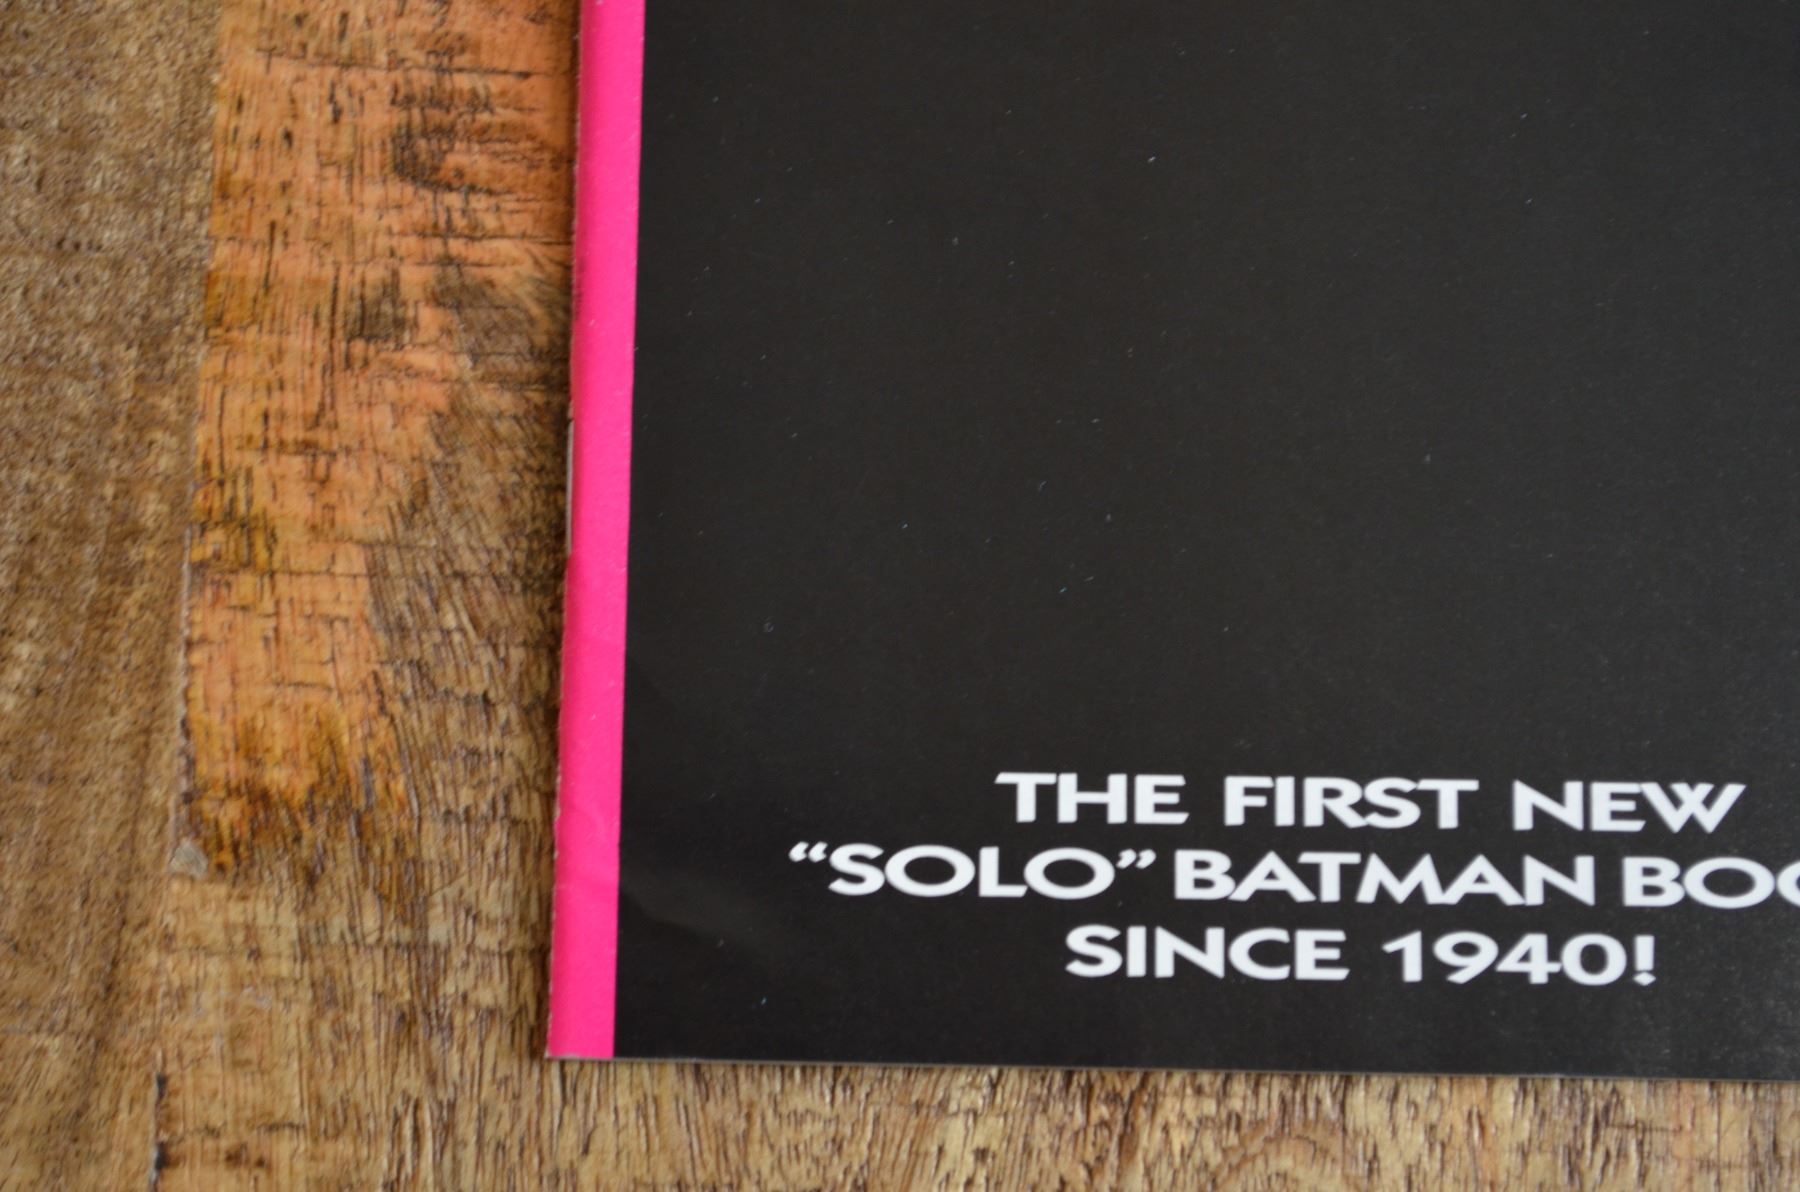 THE FIRST NEW
“SOLO” BATMAN
SINCE 1940!